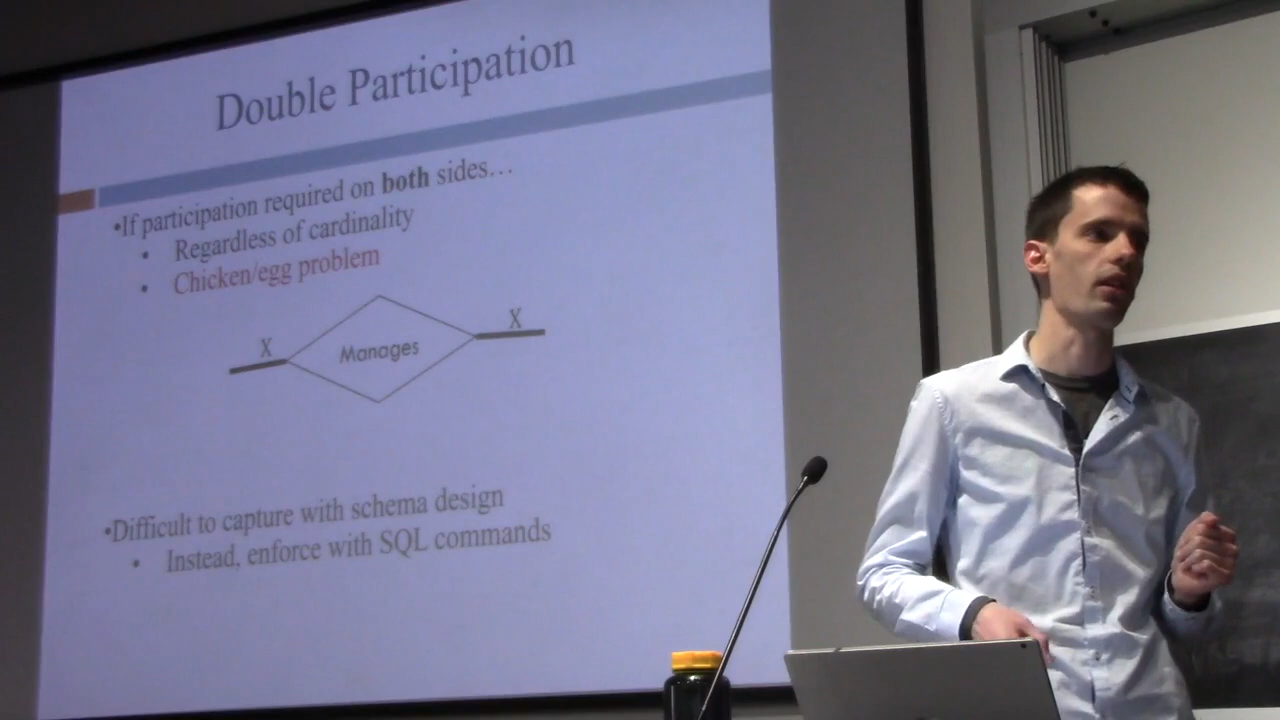 Double Participation
•If participation required on both sides...
• Regardless of cardinality
• Chicken/egg problem
X
X
Manages
•Difficult to capture with schema design
• Instead, enforce with SQL commands